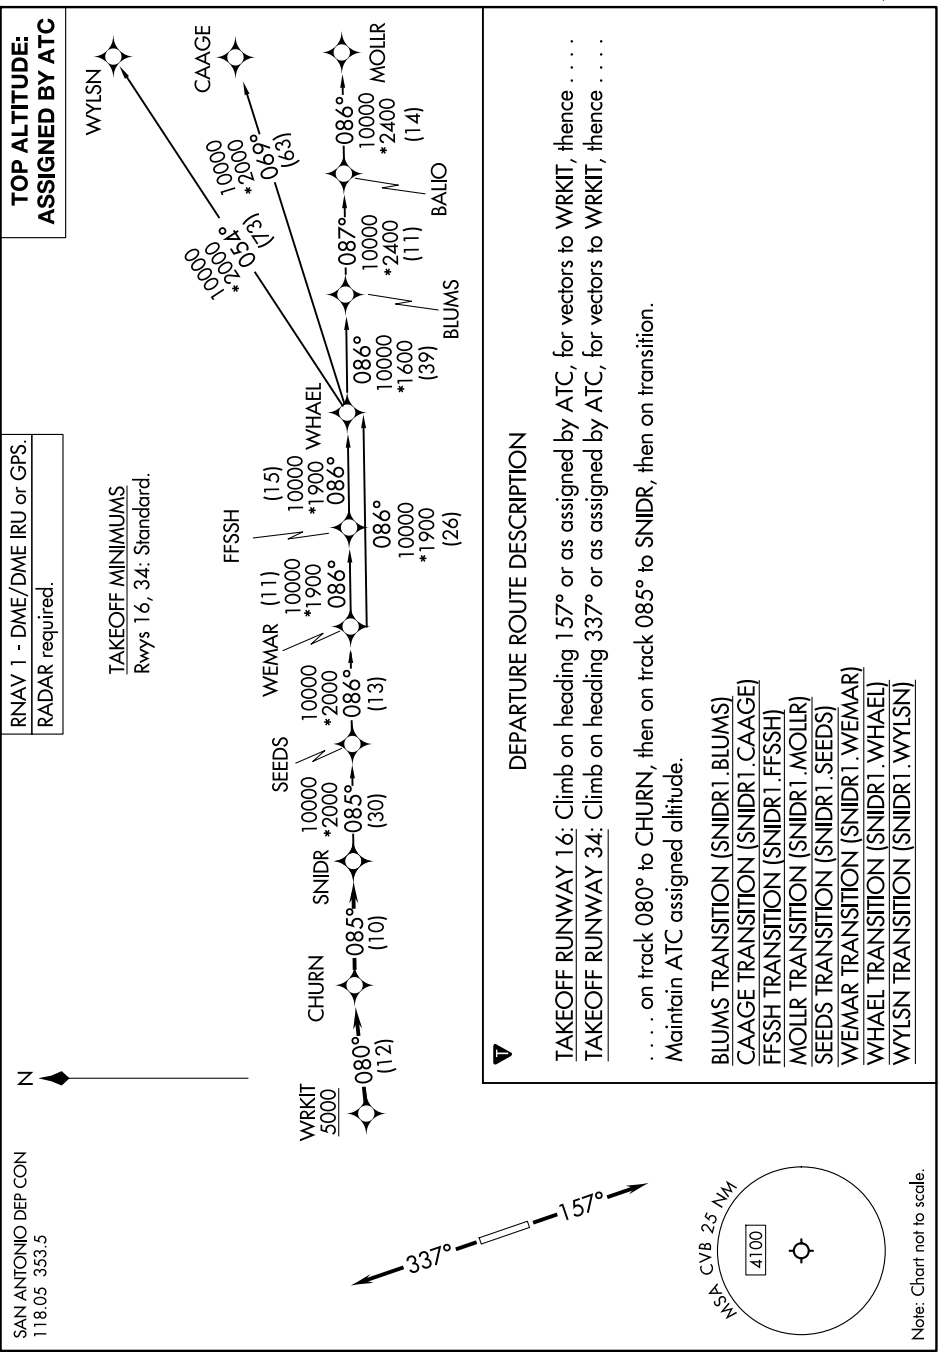 SAN ANTONIO DEP CON
118.05 353.5
RNAV 1 - DME/DME IRU or GPS.
RADAR required.
TOP ALTITUDE:
ASSIGNED BY ATC
TAKEOFF MINIMUMS
Rwys 16, 34: Standard.
N
WYLSN
CAAGE
MOLLR
10000
*2000
054°
(73)
10000
*2000
069°
(63)
WRKIT
5000
080°
(12)
CHURN
085°
(10)
SNIDR
10000
*2000
085°
(30)
SEEDS
10000
*2000
086°
(13)
WEMAR
(11)
10000
*1900
086°
FFSSH
(15)
10000
*1900
086°
WHAEL
086°
10000
*1900
(26)
086°
10000
*1600
(39)
BLUMS
087°
10000
*2400
(11)
BALIO
086°
10000
*2400
(14)
337°
157°
MSA CVB 25 NM
4100
Note: Chart not to scale.
T
DEPARTURE ROUTE DESCRIPTION
TAKEOFF RUNWAY 16: Climb on heading 157° or as assigned by ATC, for vectors to WRKIT, thence . . . .
TAKEOFF RUNWAY 34: Climb on heading 337° or as assigned by ATC, for vectors to WRKIT, thence . . . .
. . . . on track 080° to CHURN, then on track 085° to SNIDR, then on transition.
Maintain ATC assigned altitude.
BLUMS TRANSITION (SNIDR1.BLUMS)
CAAGE TRANSITION (SNIDR1.CAAGE)
FFSSH TRANSITION (SNIDR1.FFSSH)
MOLLR TRANSITION (SNIDR1.MOLLR)
SEEDS TRANSITION (SNIDR1.SEEDS)
WEMAR TRANSITION (SNIDR1.WEMAR)
WHAEL TRANSITION (SNIDR1.WHAEL)
WYLSN TRANSITION (SNIDR1.WYLSN)